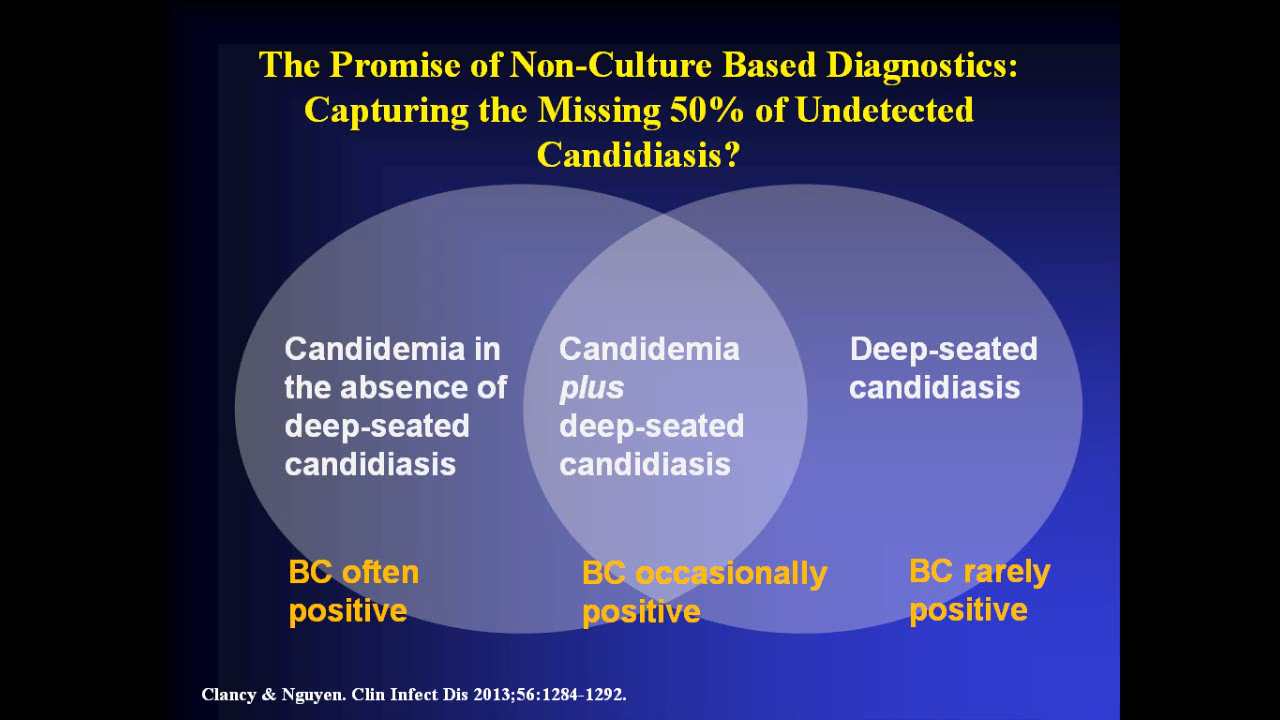 The Promise of Non-Culture Based Diagnostics:
Capturing the Missing 50% of Undetected
Candidiasis?
Candidemia in
the absence of
deep-seated
candidiasis
Candidemia
plus
deep-seated
candidiasis
Deep-seated
candidiasis
BC often
positive
BC occasionally
positive
BC rarely
positive
Clancy & Nguyen. Clin Infect Dis 2013;56:1284-1292.